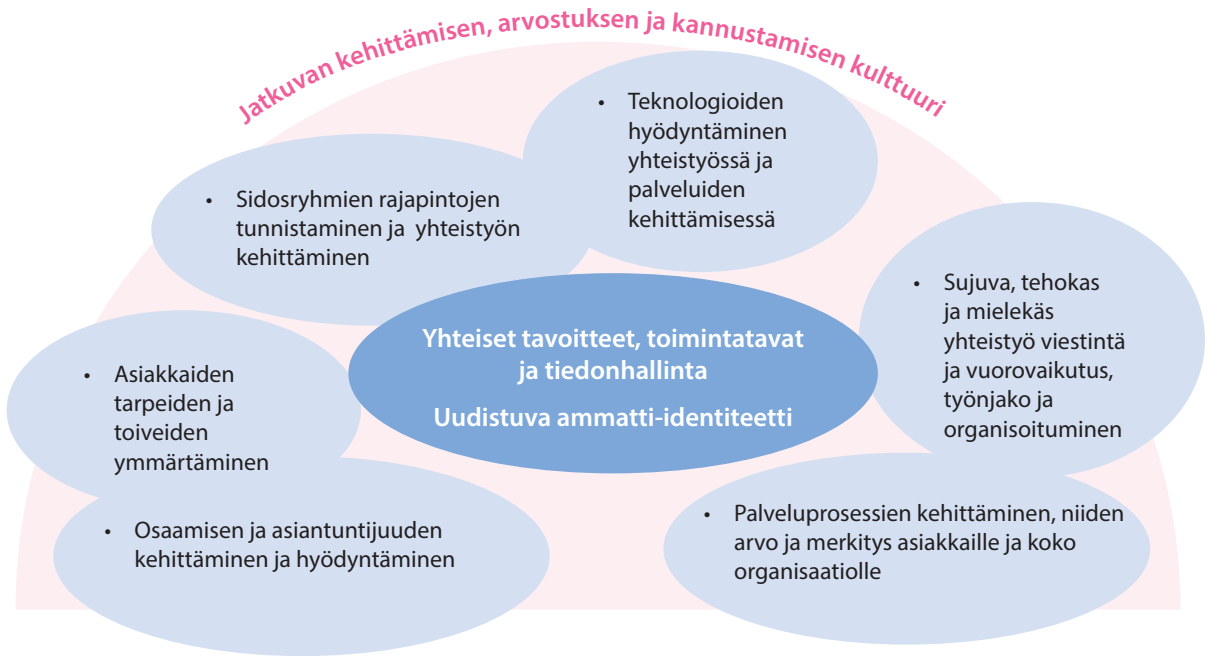 Jatkuvan kehittämisen, arvostuksen ja kannustamisen kulttuuri
• Teknologioiden
hyödyntäminen
yhteistyössä ja
palveluiden
kehittämisessä
• Sidosryhmien rajapintojen
tunnistaminen ja yhteistyön
kehittäminen
• Sujuva, tehokas
ja mielekäs
yhteistyö viestintä
ja vuorovaikutus,
työnjako ja
organisoituminen
Yhteiset tavoitteet, toimintatavat
ja tiedonhallinta
Uudistuva ammatti-identiteetti
• Asiakkaiden
tarpeiden ja
toiveiden
ymmärtäminen
• Osaamisen ja asiantuntijuuden
kehittäminen ja hyödyntäminen
• Palveluprosessien kehittäminen, niiden
arvo ja merkitys asiakkaille ja koko
organisaatiolle